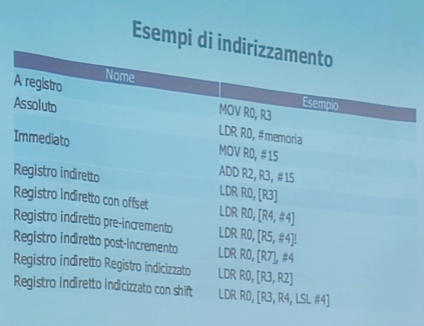 Esempi di indirizzamento
Nome Esempio
A registro MOV R0, R3
Assoluto LDR R0, #memoria
Immediato MOV R0, #15
ADD R2, R3, #15
Registro indiretto LDR R0, [R3]
Registro Indiretto con offset LDR R0, [R4, #4]
Registro indiretto pre-incremento LDR R0, [R5, #4]!
Registro indiretto post-incremento LDR R0, [R7], #4
Registro indiretto Registro indicizzato LDR R0, [R3, R2]
Registro indiretto indicizzato con shift LDR R0, [R3, R4, LSL #4]